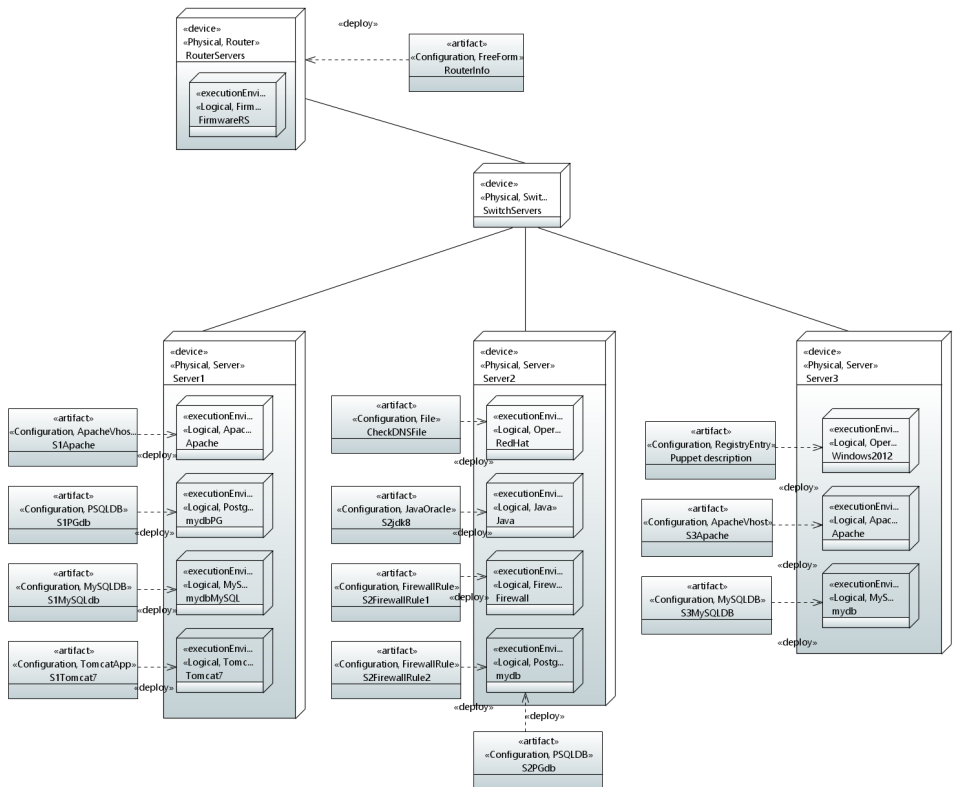 «deploy»
«device»
«Physical, Router»
RouterServers
«artifact»
«Configuration, FreeForm»
RouterInfo
«executionEnvi...
«Logical, Firm...
FirmwareRS
«device»
«Physical, Swit...
SwitchServers
«device»
«Physical, Server»
Server1
«artifact»
«Configuration, ApacheVhos...
S1Apache
«deploy»
«executionEnvi...
«Logical, Apac...
Apache
«artifact»
«Configuration, PSQLDB»
S1PGdb
«deploy»
«executionEnvi...
«Logical, Postg...
mydbPG
«artifact»
«Configuration, MySQLDB»
S1MySQLdb
«deploy»
«executionEnvi...
«Logical, MyS...
mydbMySQL
«artifact»
«Configuration, TomcatApp»
S1Tomcat7
«deploy»
«executionEnvi...
«Logical, Tomc...
Tomcat7
«device»
«Physical, Server»
Server2
«artifact»
«Configuration, File»
CheckDNSFile
«deploy»
«executionEnvi...
«Logical, Oper...
RedHat
«artifact»
«Configuration, JavaOracle»
S2jdk8
«deploy»
«executionEnvi...
«Logical, Java»
Java
«artifact»
«Configuration, FirewallRule»
S2FirewallRule1
«deploy»
«executionEnvi...
«Logical, Firew...
Firewall
«artifact»
«Configuration, FirewallRule»
S2FirewallRule2
«deploy»
«executionEnvi...
«Logical, Postg...
mydb
«deploy»
«artifact»
«Configuration, PSQLDB»
S2PGdb
«device»
«Physical, Server»
Server3
«artifact»
«Configuration, RegistryEntry»
Puppet description
«deploy»
«executionEnvi...
«Logical, Oper...
Windows2012
«artifact»
«Configuration, ApacheVhost»
S3Apache
«deploy»
«executionEnvi...
«Logical, Apac...
Apache
«artifact»
«Configuration, MySQLDB»
S3MySQLDB
«deploy»
«executionEnvi...
«Logical, MyS...
mydb